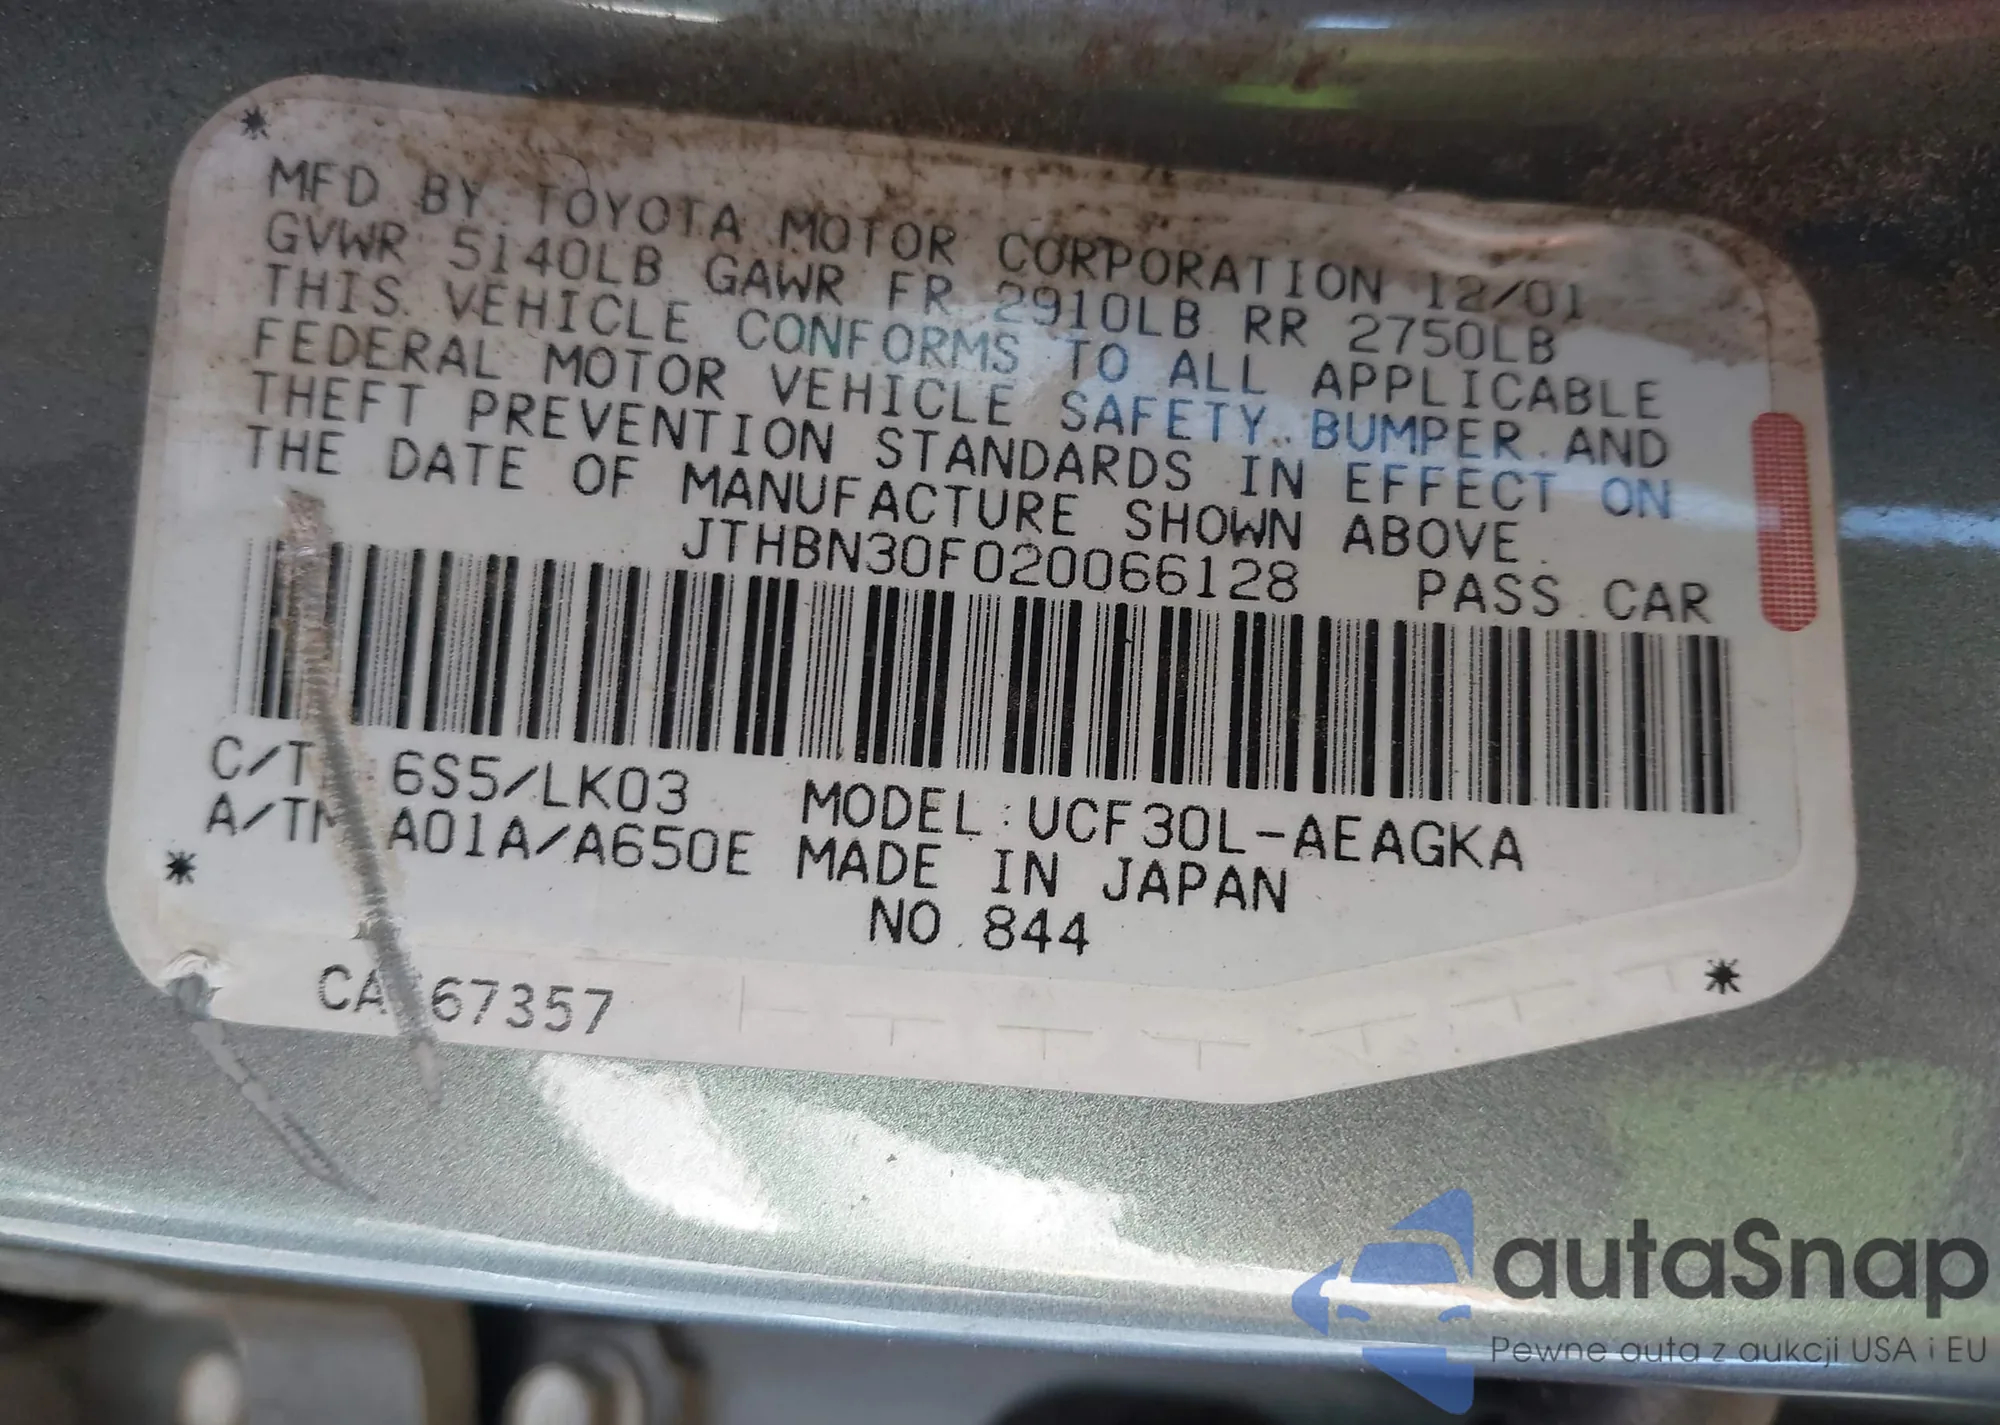 MFD BY TOYOTA MOTOR CORPORATION 12/01
GVWR 5140LB GAWR FR 2910LB RR 2750LB
THIS VEHICLE CONFORMS TO ALL APPLICABLE
FEDERAL MOTOR VEHICLE SAFETY. BUMPER. AND
THEFT PREVENTION STANDARDS IN EFFECT ON
THE DATE OF MANUFACTURE SHOWN ABOVE.
JTHBN30F020066128 PASS.CAR
C/T 6S5/LK03 MODEL:UCF30L-AEAGKA
A/TM A01A/A650E MADE IN JAPAN
NO.844
CA 67357
autaSnap
Pewne auta z aukcji USA i EU